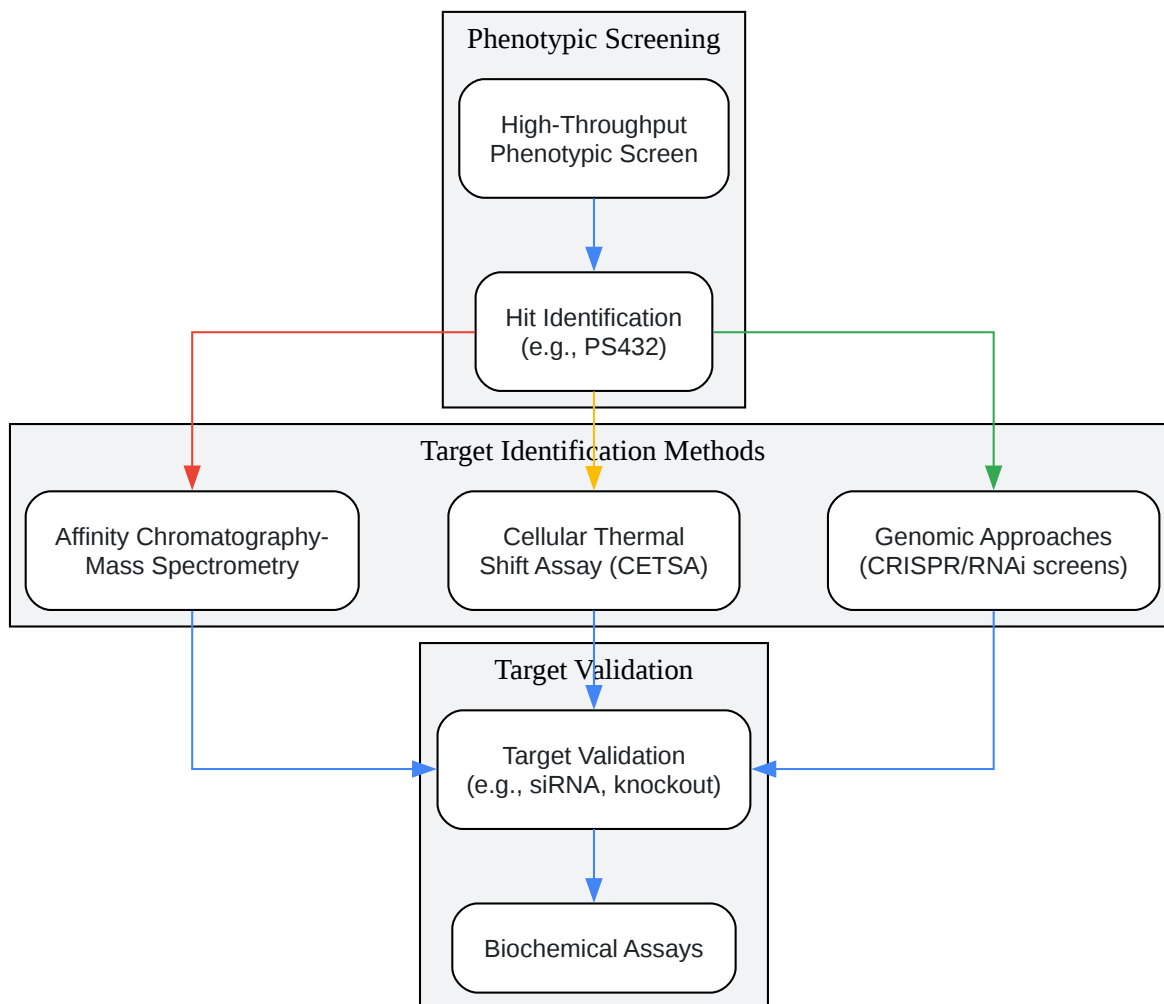 Phenotypic Screening
High-Throughput
Phenotypic Screen
Hit Identification
(e.g., PS432)
Target Identification Methods
Affinity Chromatography-
Mass Spectrometry
Cellular Thermal
Shift Assay (CETSA)
Genomic Approaches
(CRISPR/RNAi screens)
Target Validation
Target Validation
(e.g., siRNA, knockout)
Biochemical Assays